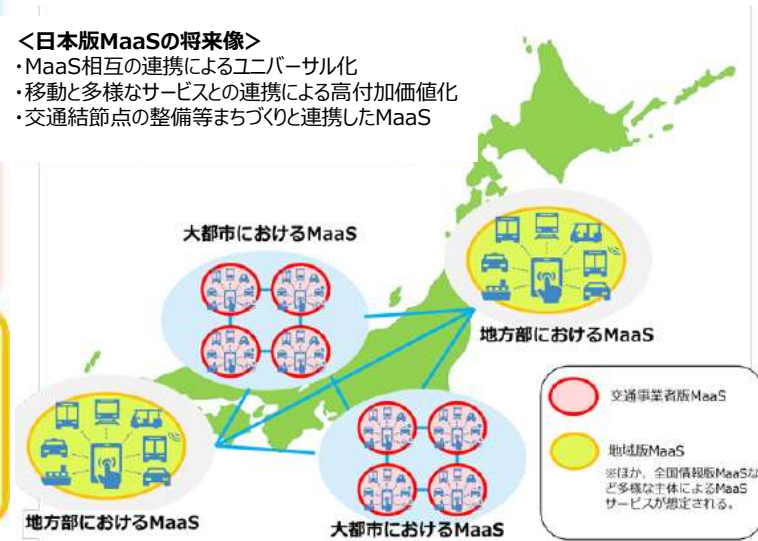 ＜日本版MaaSの将来像＞
・MaaS相互の連携によるユニバーサル化
・移動と多様なサービスとの連携による高付加価値化
・交通結節点の整備等まちづくりと連携したMaaS
大都市におけるMaaS
地方部におけるMaaS
交通事業者版MaaS
地域版MaaS
※ほか、全国情報版MaaSな
ど多様な主体によるMaaS
サービスが想定される。
地方部におけるMaaS
大都市におけるMaaS